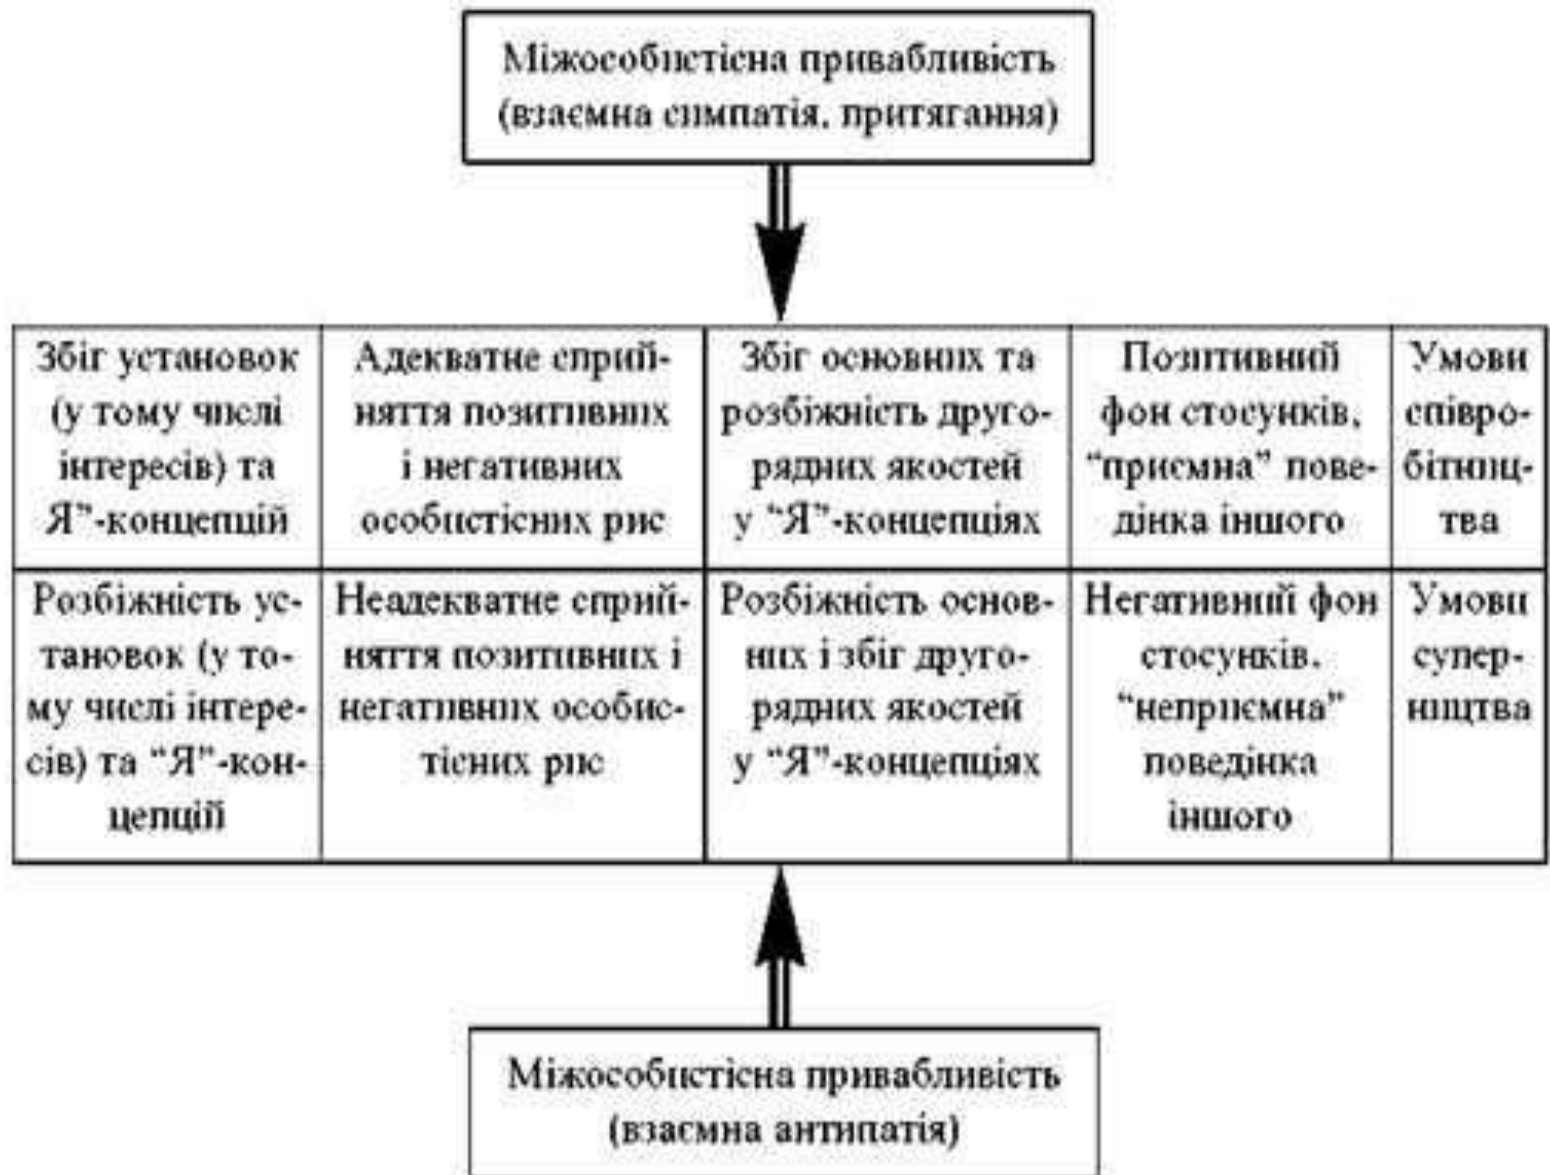 Міжособистісна привабливість
(взаємна симпатія, притягання)
Збіг установок
(у тому числі
інтересів) та
Я”-концепцій
Адекватне сприй-
няття позитивних
і негативних
особистісних рис
Збіг основних та
розбіжність друго-
рядних якостей
у “Я”-концепціях
Позитивний
фон стосунків,
“приємна” пове-
дінка іншого
Умови
співро-
бітниц-
тва
Розбіжність ус-
тановок (у то-
му числі інтере-
сів) та “Я”-кон-
цепцій
Неадекватне сприй-
няття позитивних і
негативних особис-
тісних рис
Розбіжність основ-
них і збіг друго-
рядних якостей
у “Я”-концепціях
Негативний фон
стосунків.
“неприємна”
поведінка
іншого
Умови
супер-
ництва
Міжособистісна привабливість
(взаємна антипатія)